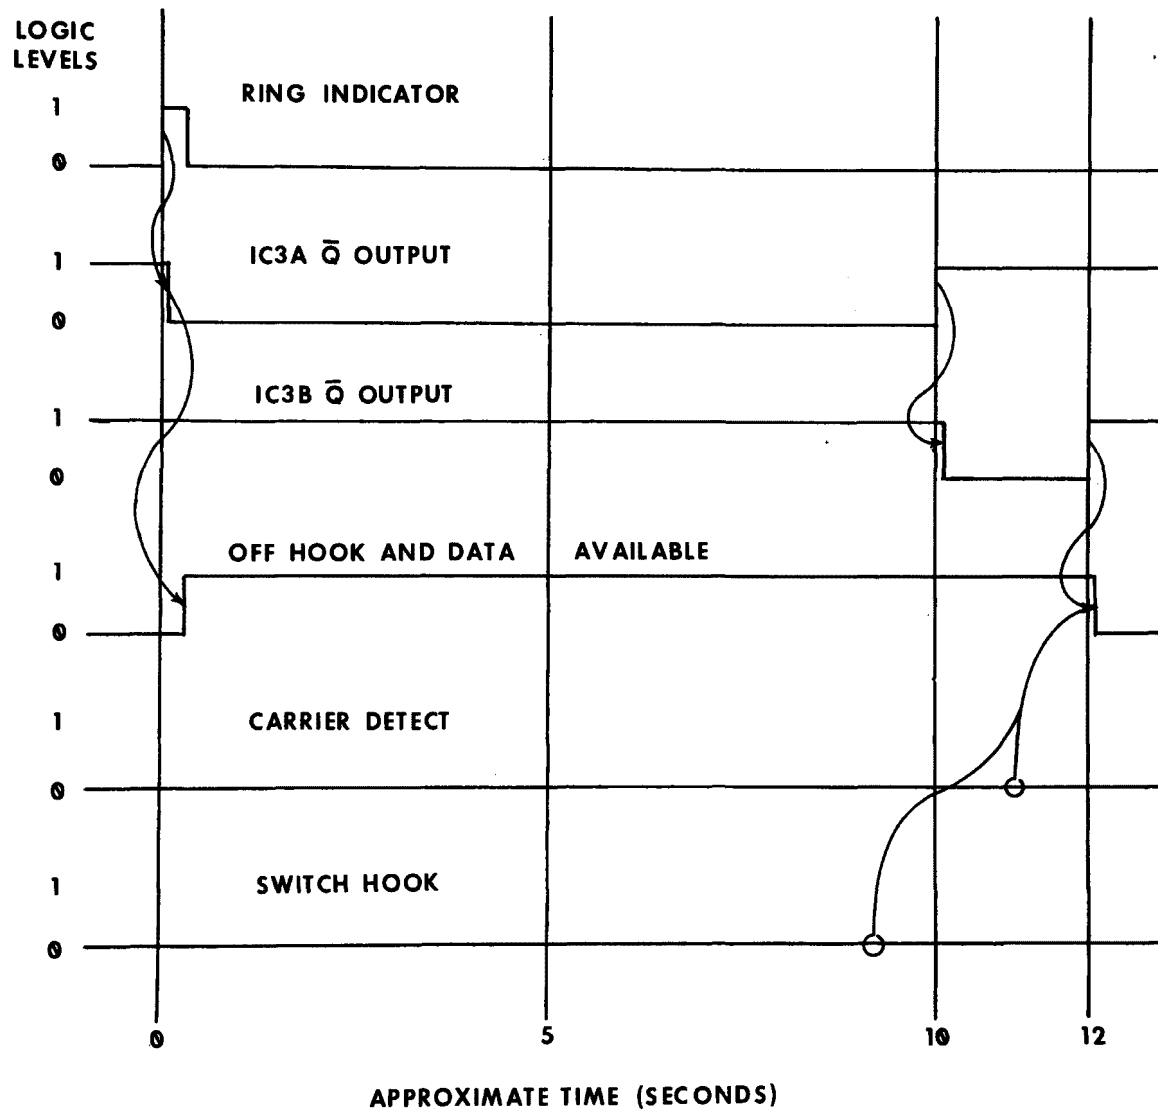 LOGIC
LEVELS
1
RING INDICATOR
0
1
IC3A Q̅ OUTPUT
0
IC3B Q̅ OUTPUT
1
0
OFF HOOK AND DATA AVAILABLE
1
0
1
CARRIER DETECT
0
1
SWITCH HOOK
0
0 5 10 12
APPROXIMATE TIME (SECONDS)